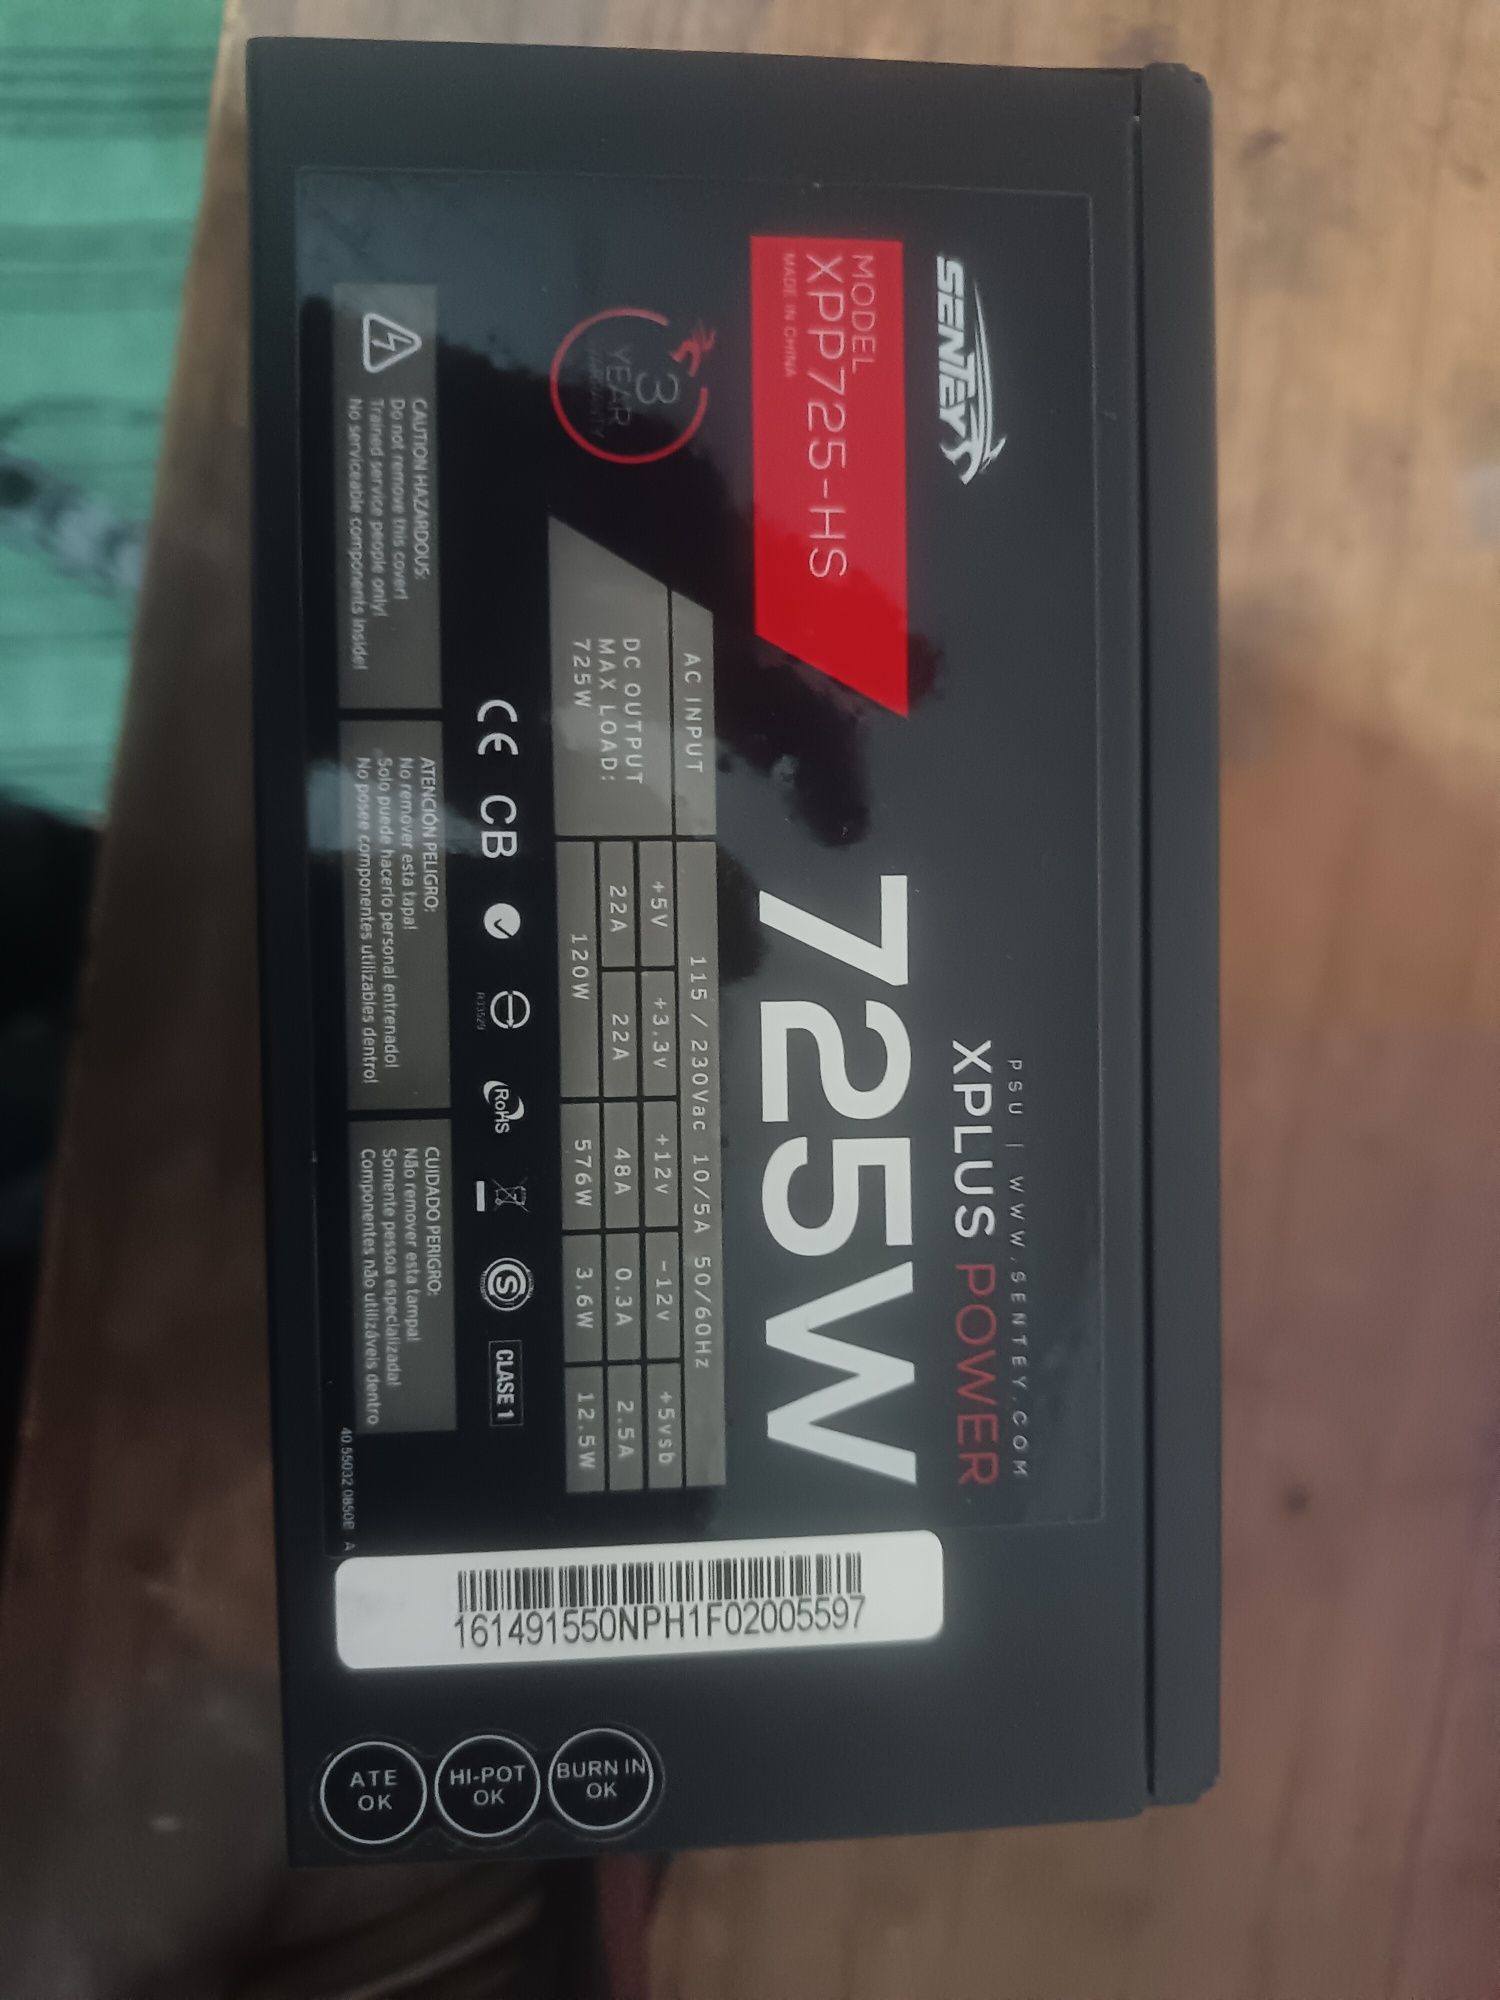 SENTEY
PSU | WWW.SENTEY.COM
XPLUS POWER
MODEL
XPP725-HS
MADE IN CHINA
725W
3
YEAR
WARRANTY
AC INPUT 115 / 230Vac 10/5A 50/60Hz
DC OUTPUT
MAX LOAD:
725W
+5V +3.3V +12V -12V +5Vsb
22A 22A 48A 0.3A 2.5A
120W 576W 3.6W 12.5W
CE CB RoHS S CLASE 1
CAUTION HAZARDOUS:
Do not remove this cover!
Trained service people only!
No serviceable components inside!
ATENCIÓN PELIGRO:
No remover esta tapa!
Solo puede hacerlo personal entrenado!
No posee componentes utilizables dentro!
CUIDADO PERIGRO:
Não remover esta tampa!
Somente pessoa especializada!
Componentes não utilizáveis dentro
40.55032.0850B A
161491550NPH1F02005597
BURN IN
OK
HI-POT
OK
ATE
OK